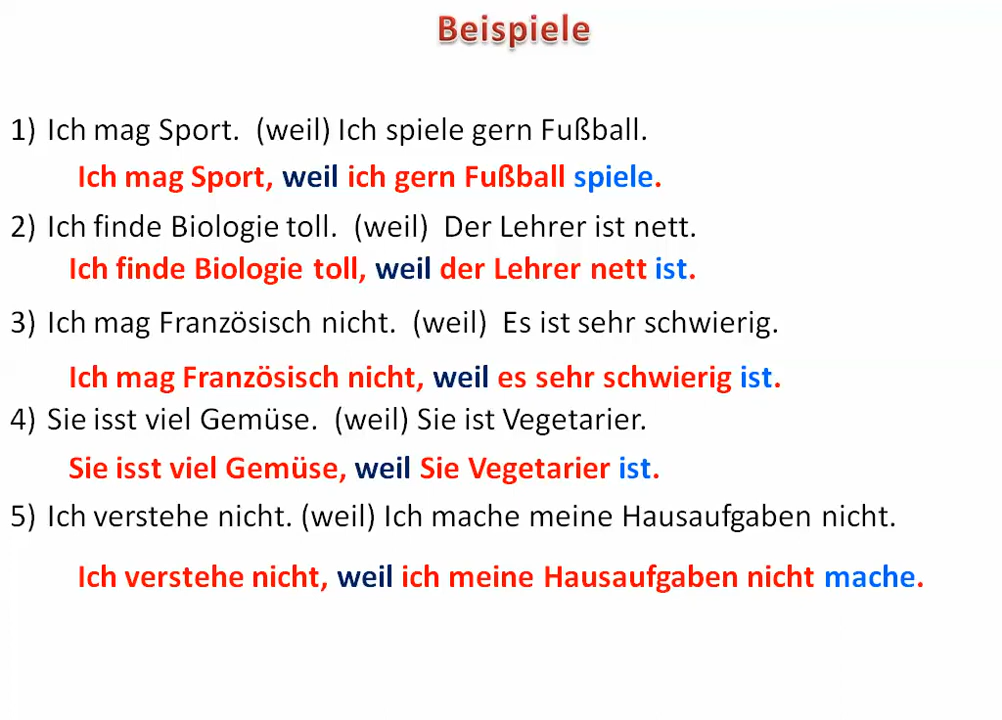 Beispiele
1) Ich mag Sport. (weil) Ich spiele gern Fußball.
Ich mag Sport, weil ich gern Fußball spiele.
2) Ich finde Biologie toll. (weil) Der Lehrer ist nett.
Ich finde Biologie toll, weil der Lehrer nett ist.
3) Ich mag Französisch nicht. (weil) Es ist sehr schwierig.
Ich mag Französisch nicht, weil es sehr schwierig ist.
4) Sie isst viel Gemüse. (weil) Sie ist Vegetarier.
Sie isst viel Gemüse, weil Sie Vegetarier ist.
5) Ich verstehe nicht. (weil) Ich mache meine Hausaufgaben nicht.
Ich verstehe nicht, weil ich meine Hausaufgaben nicht mache.